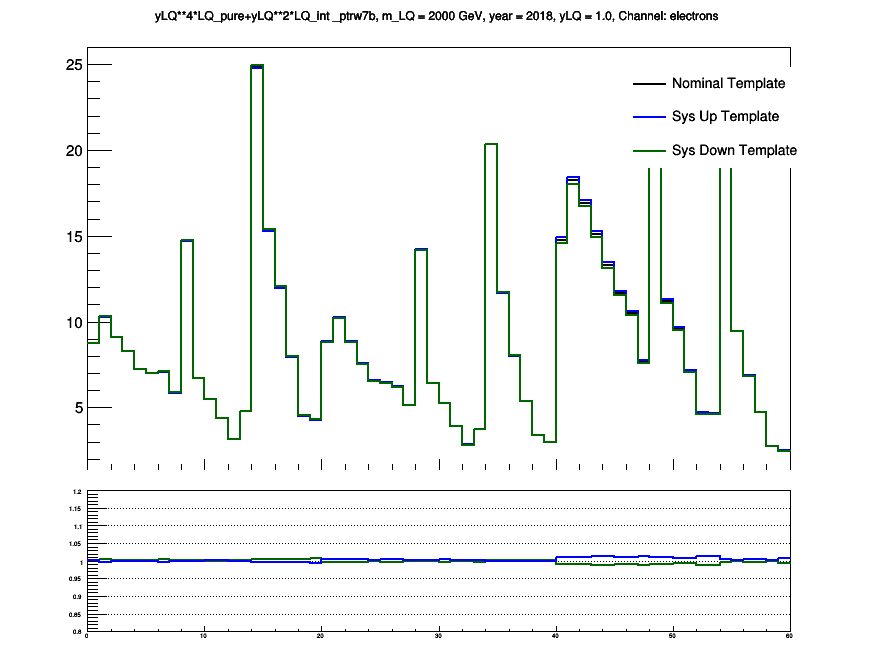 yLQ**4*LQ_pure+yLQ**2*LQ_int _ptrw7b, m_LQ = 2000 GeV, year = 2018, yLQ = 1.0, Channel: electrons
25
Nominal Template
Sys Up Template
20
Sys Down Template
15
10
5
1.2
1.15
1.1
1.05
1
0.95
0.9
0.85
0.8
0 10 20 30 40 50 60